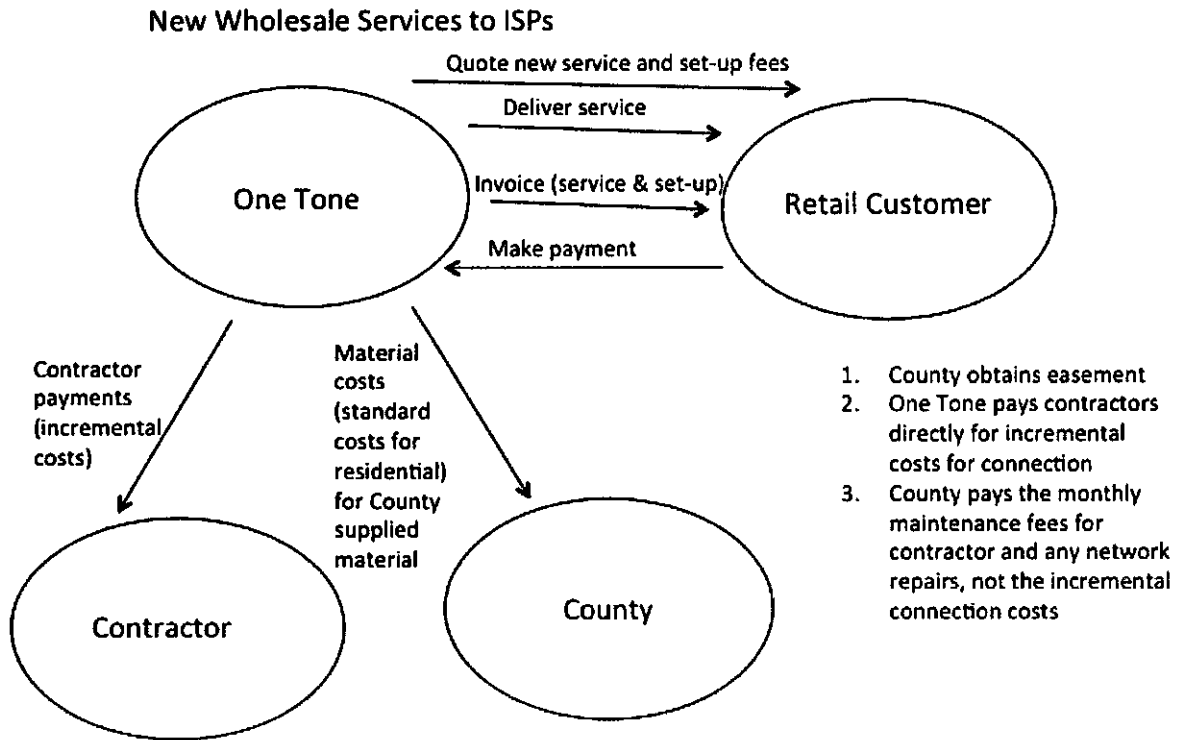 New Wholesale Services to ISPs
Quote new service and set-up fees
Deliver service
One Tone
Invoice (service & set-up)
Retail Customer
Make payment
Contractor
payments
(incremental
costs)
Material
costs
(standard
costs for
residential)
for County
supplied
material
1. County obtains easement
2. One Tone pays contractors
directly for incremental
costs for connection
3. County pays the monthly
maintenance fees for
contractor and any network
repairs, not the incremental
connection costs
Contractor
County